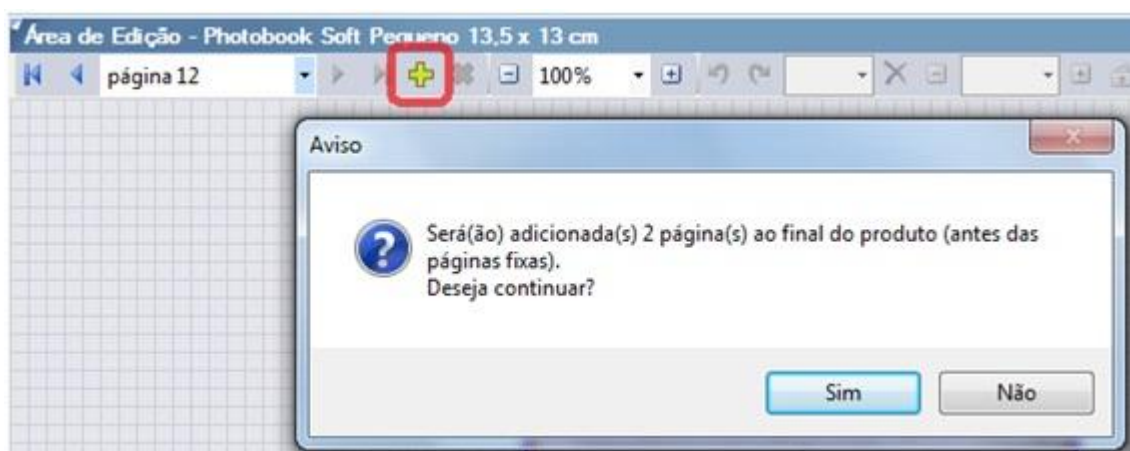 Área de Edição - Photobook Soft Pequeno 13,5 x 13 cm
página 12 100%
Aviso
Será(ão) adicionada(s) 2 página(s) ao final do produto (antes das
páginas fixas).
Deseja continuar?
Sim Não